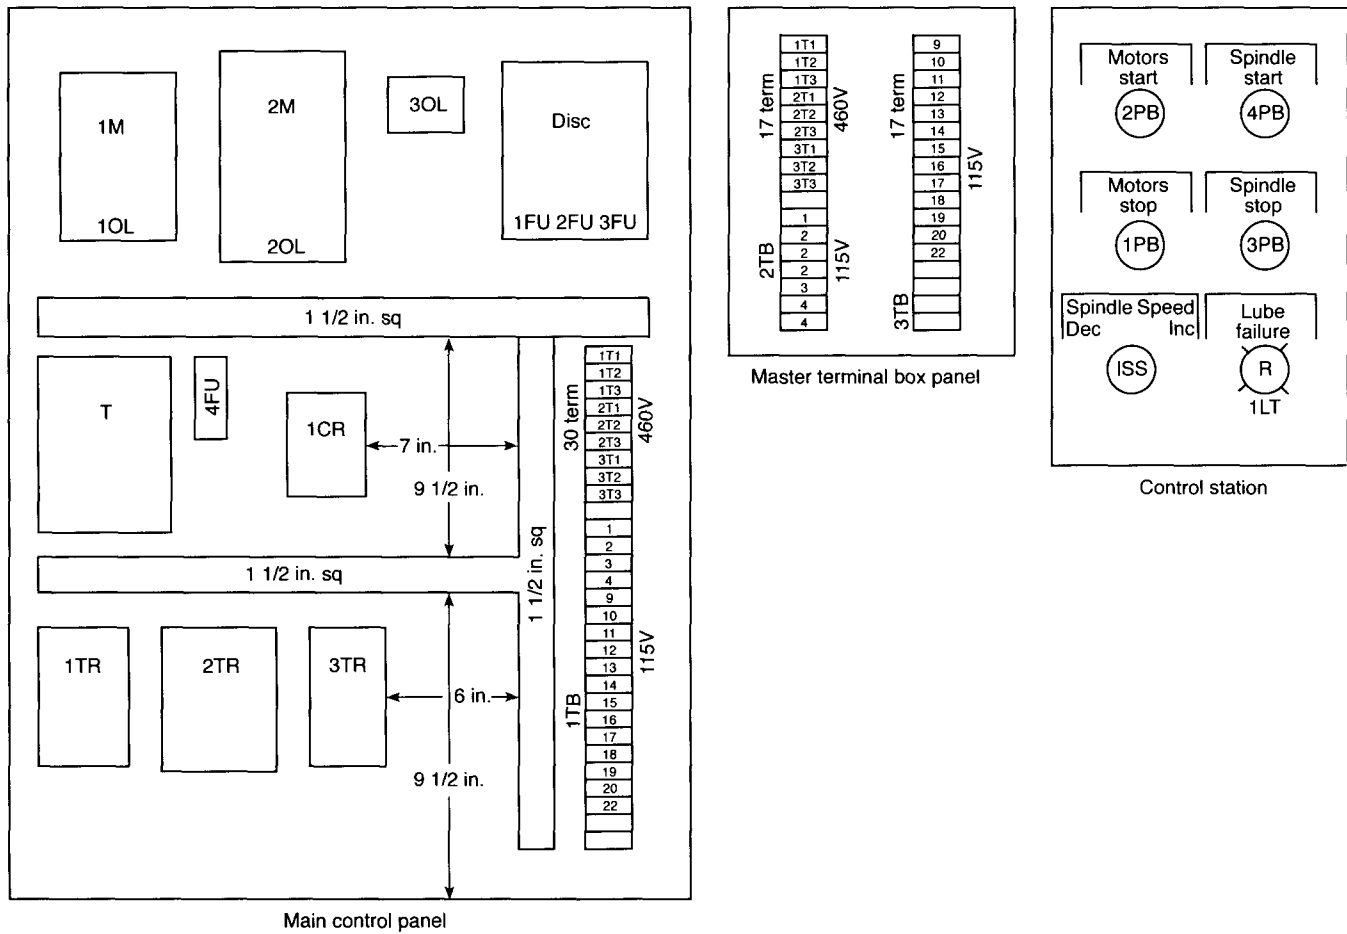 1M
1OL
2M
2OL
3OL
Disc
1FU 2FU 3FU
1 1/2 in. sq
T
4FU
1CR
7 in.
9 1/2 in.
1 1/2 in. sq
1 1/2 in. sq
1TR
2TR
3TR
6 in.
9 1/2 in.
30 term
460V
1T1
1T2
1T3
2T1
2T2
2T3
3T1
3T2
3T3
1
2
3
4
9
10
11
12
13
14
15
16
17
18
19
20
22
1TB
115V
Main control panel
17 term
460V
1T1
1T2
1T3
2T1
2T2
2T3
3T1
3T2
3T3
1
2
2
2
3
4
4
2TB
115V
17 term
115V
9
10
11
12
13
14
15
16
17
18
19
20
22
3TB
Master terminal box panel
Motors
start
2PB
Spindle
start
4PB
Motors
stop
1PB
Spindle
stop
3PB
Spindle Speed
Dec Inc
ISS
Lube
failure
R
1LT
Control station